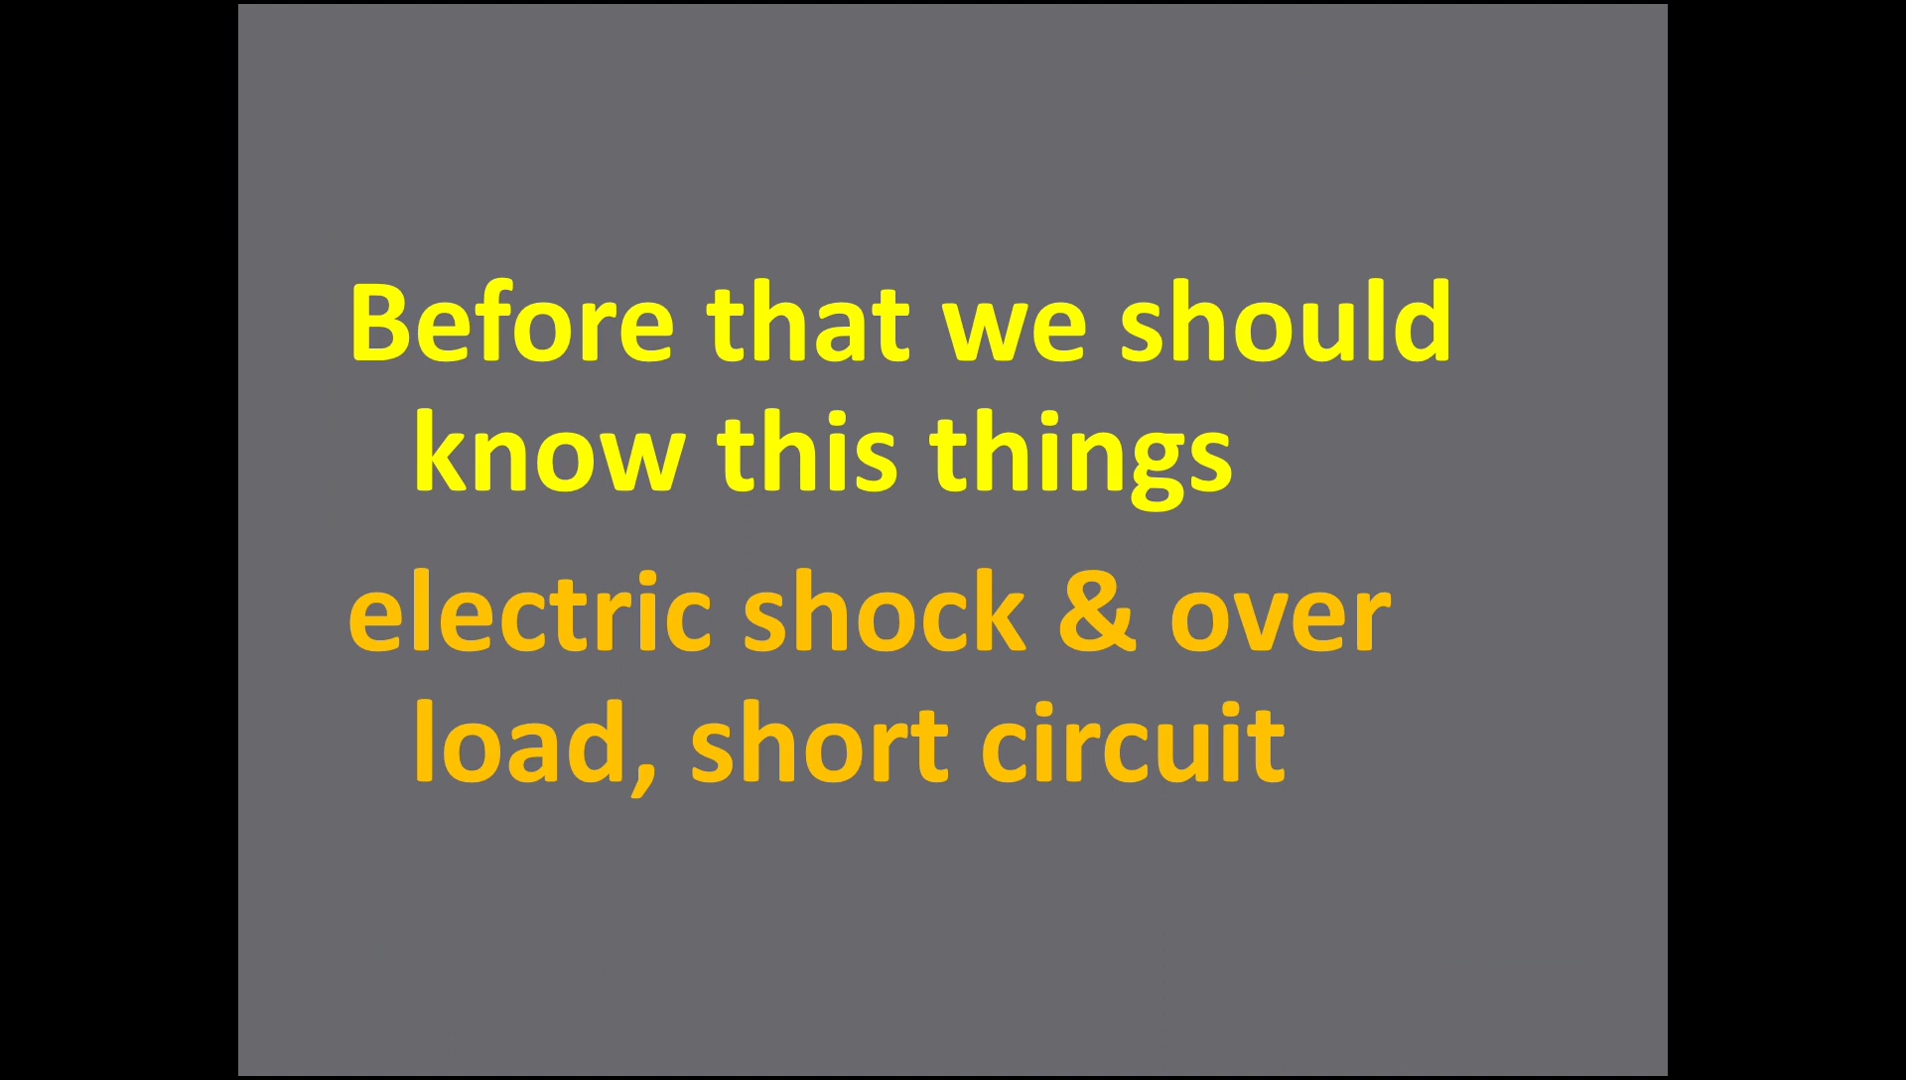 Before that we should
know this things
electric shock & over
load, short circuit